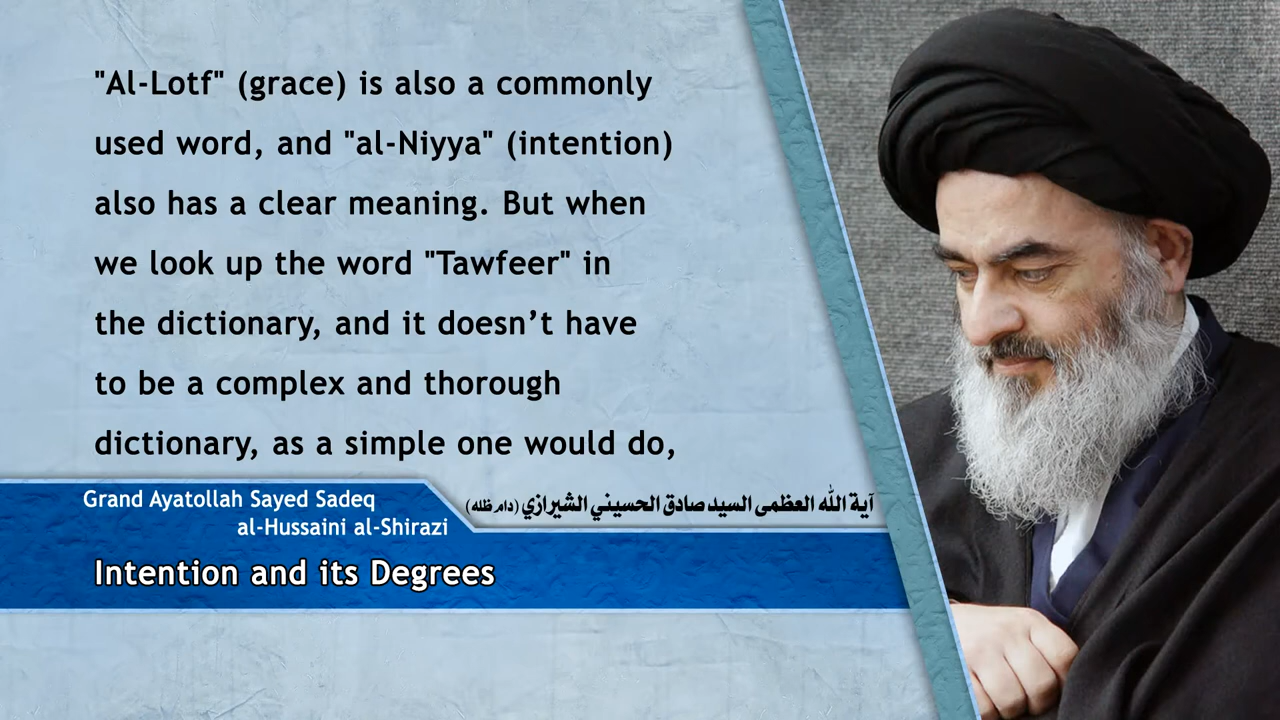 "Al-Lotf" (grace) is also a commonly
used word, and "al-Niyya" (intention)
also has a clear meaning. But when
we look up the word "Tawfeer" in
the dictionary, and it doesn’t have
to be a complex and thorough
dictionary, as a simple one would do,
Grand Ayatollah Sayed Sadeq
al-Hussaini al-Shirazi
آية الله العظمى السيد صادق الحسيني الشيرازي (دام ظله)
Intention and its Degrees